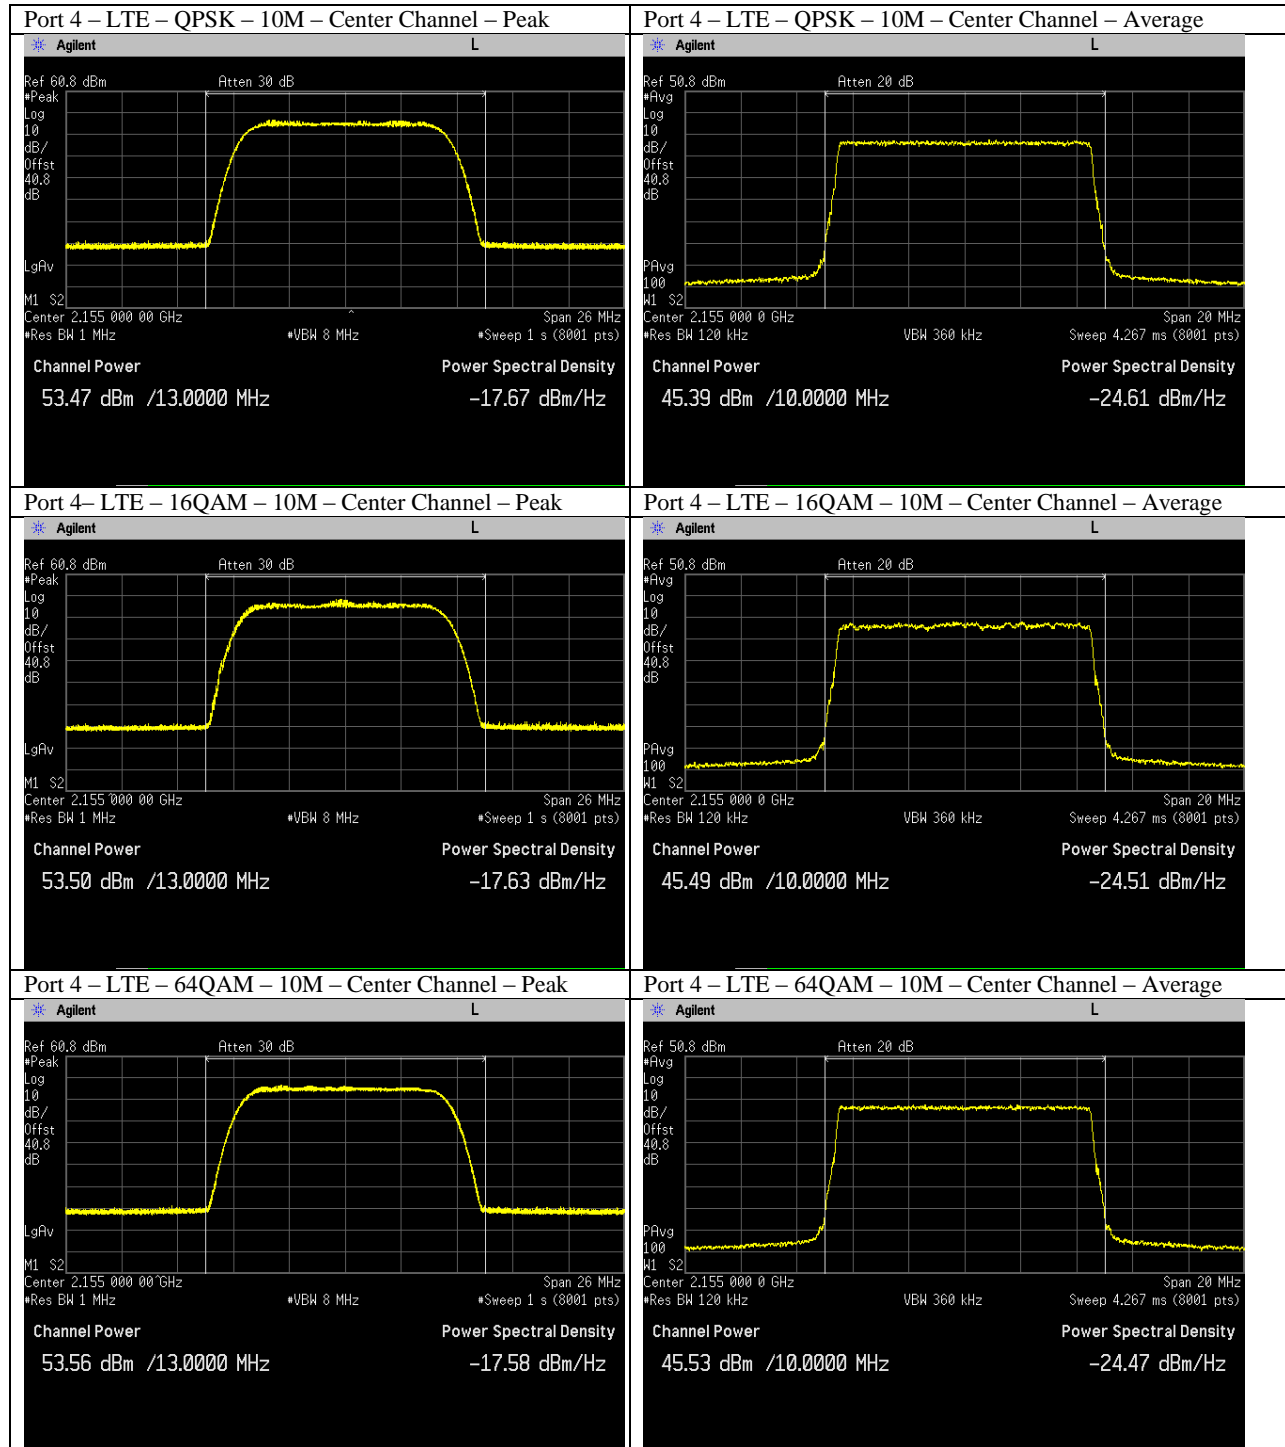 Port 4 – LTE – QPSK – 10M – Center Channel – Peak
Agilent
L
Ref 60.8 dBm
Atten 30 dB
#Peak
Log
10
dB/
Offst
40.8
dB
LgAv
M1 S2
Center 2.155 000 00 GHz
Span 26 MHz
#Res BW 1 MHz
#VBW 8 MHz
#Sweep 1 s (8001 pts)
Channel Power
Power Spectral Density
53.47 dBm /13.0000 MHz
-17.67 dBm/Hz
Port 4 – LTE – QPSK – 10M – Center Channel – Average
Agilent
L
Ref 50.8 dBm
Atten 20 dB
#Avg
Log
10
dB/
Offst
40.8
dB
PAvg
100
W1 S2
Center 2.155 000 0 GHz
Span 20 MHz
#Res BW 120 kHz
VBW 360 kHz
Sweep 4.267 ms (8001 pts)
Channel Power
Power Spectral Density
45.39 dBm /10.0000 MHz
-24.61 dBm/Hz
Port 4– LTE – 16QAM – 10M – Center Channel – Peak
Agilent
L
Ref 60.8 dBm
Atten 30 dB
#Peak
Log
10
dB/
Offst
40.8
dB
LgAv
M1 S2
Center 2.155 000 00 GHz
Span 26 MHz
#Res BW 1 MHz
#VBW 8 MHz
#Sweep 1 s (8001 pts)
Channel Power
Power Spectral Density
53.50 dBm /13.0000 MHz
-17.63 dBm/Hz
Port 4 – LTE – 16QAM – 10M – Center Channel – Average
Agilent
L
Ref 50.8 dBm
Atten 20 dB
#Avg
Log
10
dB/
Offst
40.8
dB
PAvg
100
W1 S2
Center 2.155 000 0 GHz
Span 20 MHz
#Res BW 120 kHz
VBW 360 kHz
Sweep 4.267 ms (8001 pts)
Channel Power
Power Spectral Density
45.49 dBm /10.0000 MHz
-24.51 dBm/Hz
Port 4 – LTE – 64QAM – 10M – Center Channel – Peak
Agilent
L
Ref 60.8 dBm
Atten 30 dB
#Peak
Log
10
dB/
Offst
40.8
dB
LgAv
M1 S2
Center 2.155 000 00 GHz
Span 26 MHz
#Res BW 1 MHz
#VBW 8 MHz
#Sweep 1 s (8001 pts)
Channel Power
Power Spectral Density
53.56 dBm /13.0000 MHz
-17.58 dBm/Hz
Port 4 – LTE – 64QAM – 10M – Center Channel – Average
Agilent
L
Ref 50.8 dBm
Atten 20 dB
#Avg
Log
10
dB/
Offst
40.8
dB
PAvg
100
W1 S2
Center 2.155 000 0 GHz
Span 20 MHz
#Res BW 120 kHz
VBW 360 kHz
Sweep 4.267 ms (8001 pts)
Channel Power
Power Spectral Density
45.53 dBm /10.0000 MHz
-24.47 dBm/Hz